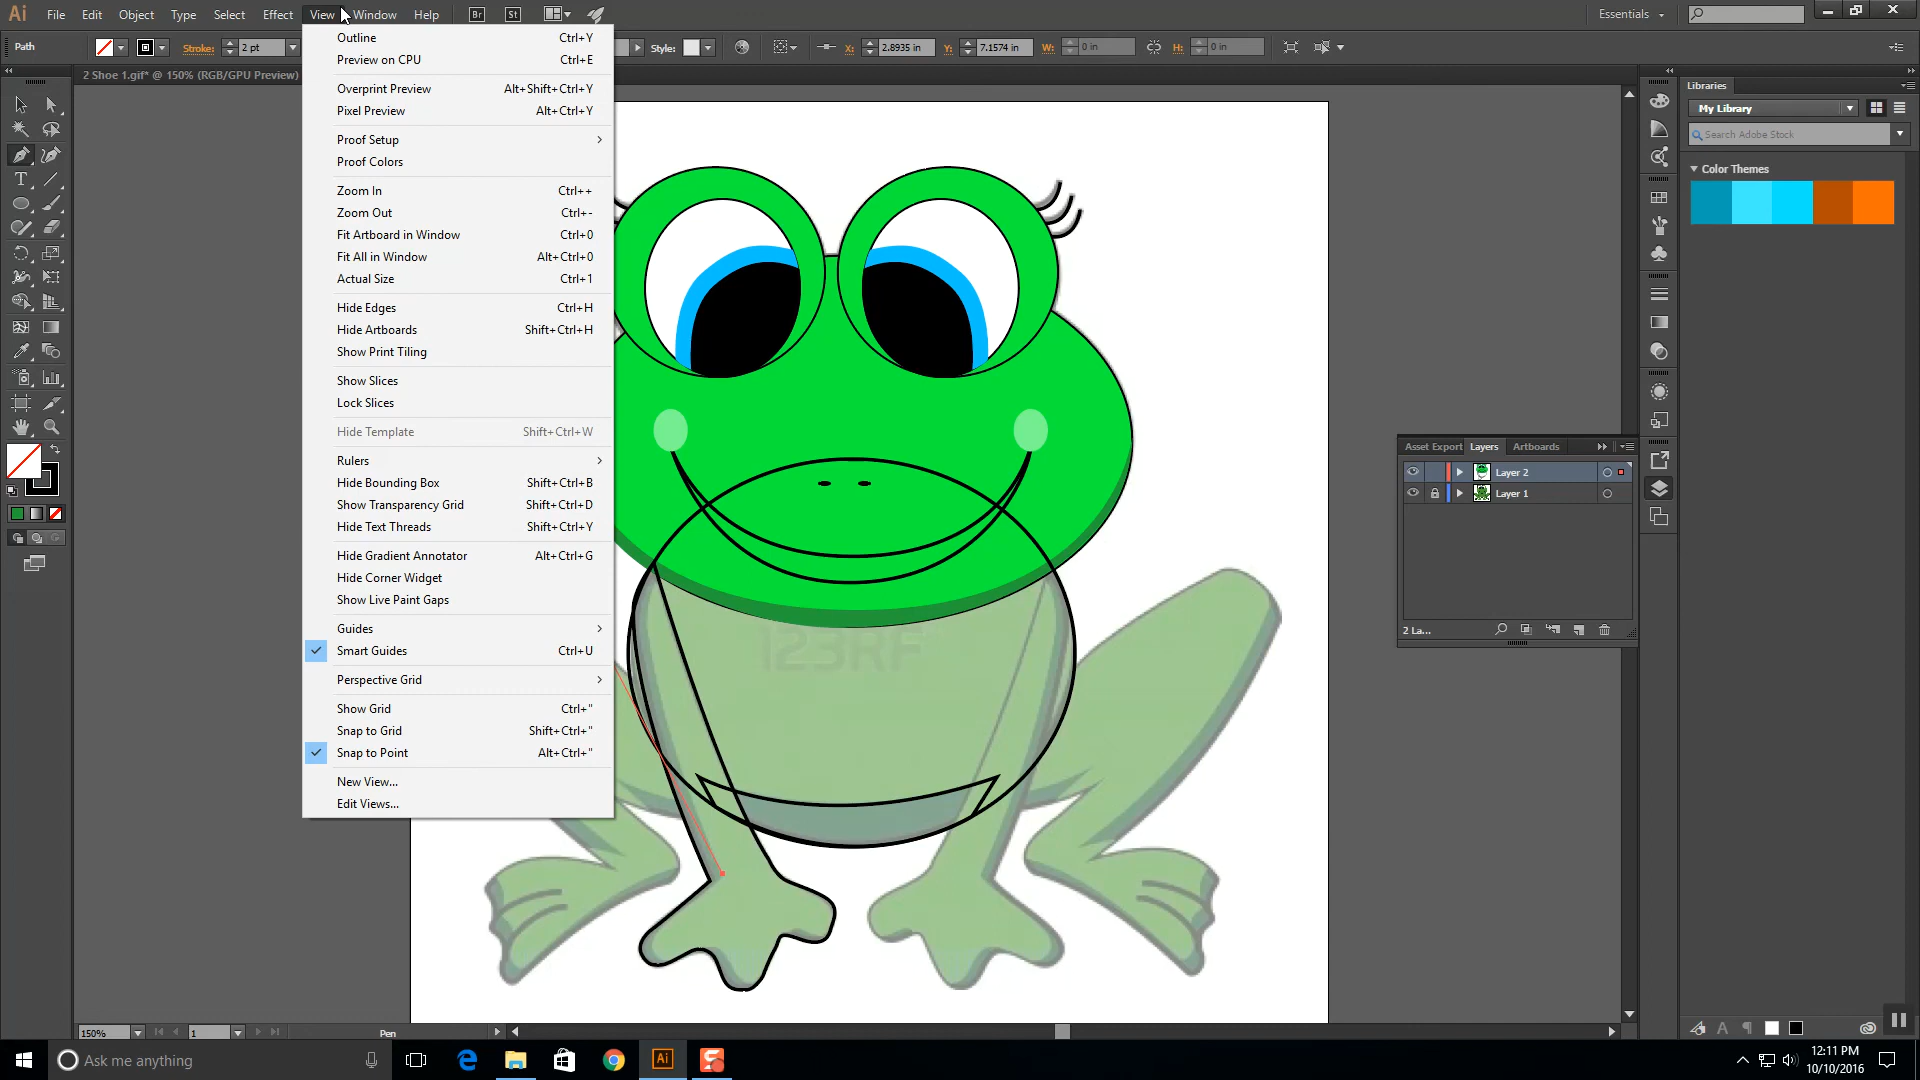 Ai File Edit Object Type Select Effect View Window Help Br St Essentials
Path Stroke: 2 pt Style: X: 2.8935 in Y: 7.1574 in W: 0 in H: 0 in
2 Shoe 1.gif* @ 150% (RGB/GPU Preview)
Outline Ctrl+Y
Preview on CPU Ctrl+E
Overprint Preview Alt+Shift+Ctrl+Y
Pixel Preview Alt+Ctrl+Y
Proof Setup
Proof Colors
Zoom In Ctrl++
Zoom Out Ctrl+-
Fit Artboard in Window Ctrl+0
Fit All in Window Alt+Ctrl+0
Actual Size Ctrl+1
Hide Edges Ctrl+H
Hide Artboards Shift+Ctrl+H
Show Print Tiling
Show Slices
Lock Slices
Hide Template Shift+Ctrl+W
Rulers
Hide Bounding Box Shift+Ctrl+B
Show Transparency Grid Shift+Ctrl+D
Hide Text Threads Shift+Ctrl+Y
Hide Gradient Annotator Alt+Ctrl+G
Hide Corner Widget
Show Live Paint Gaps
Guides
Smart Guides Ctrl+U
Perspective Grid
Show Grid Ctrl+"
Snap to Grid Shift+Ctrl+"
Snap to Point Alt+Ctrl+"
New View...
Edit Views...
123RF
Asset Export Layers Artboards
Layer 2
Layer 1
2 La...
Libraries
My Library
Search Adobe Stock
Color Themes
150% 1 Pen
Ask me anything
Ai
12:11 PM
10/10/2016